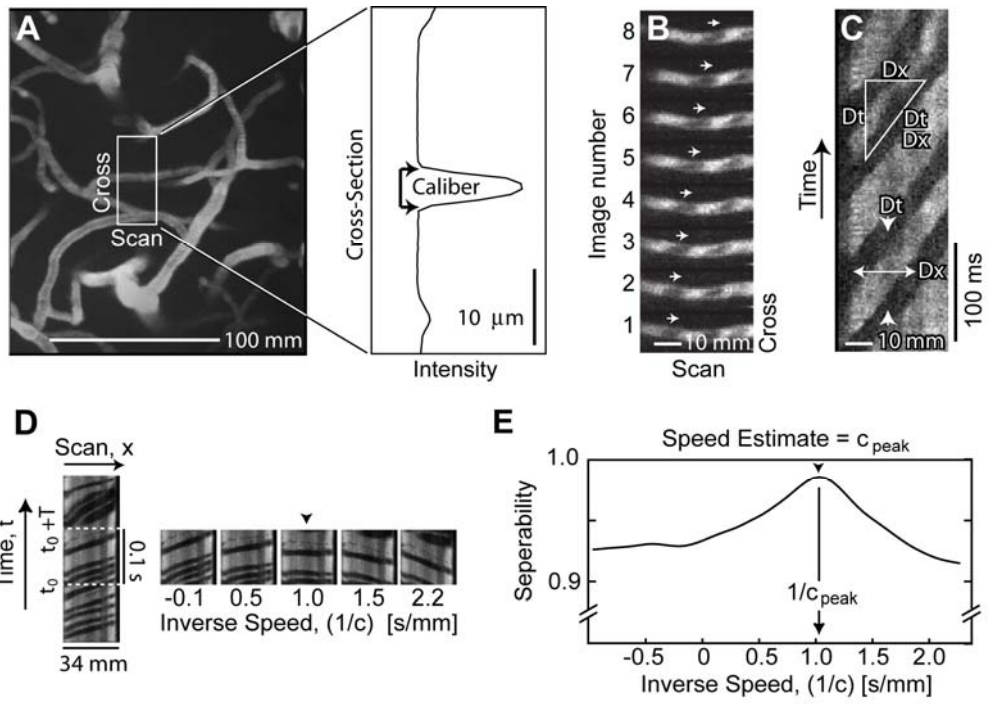 A
Cross
Scan
100 mm
Cross-Section
Caliber
10 μm
Intensity
B
Image number
8
7
6
5
4
3
2
1
10 mm
Cross
Scan
C
Time
Dx
Dt
Dt
Dx
Dt
Dx
10 mm
100 ms
D
Scan, x
Time, t
t0 t0+T
0.1 s
34 mm
-0.1 0.5 1.0 1.5 2.2
Inverse Speed, (1/c) [s/mm]
E
Speed Estimate = cpeak
Seperability
1.0
0.9
1/cpeak
-0.5 0 0.5 1.0 1.5 2.0
Inverse Speed, (1/c) [s/mm]